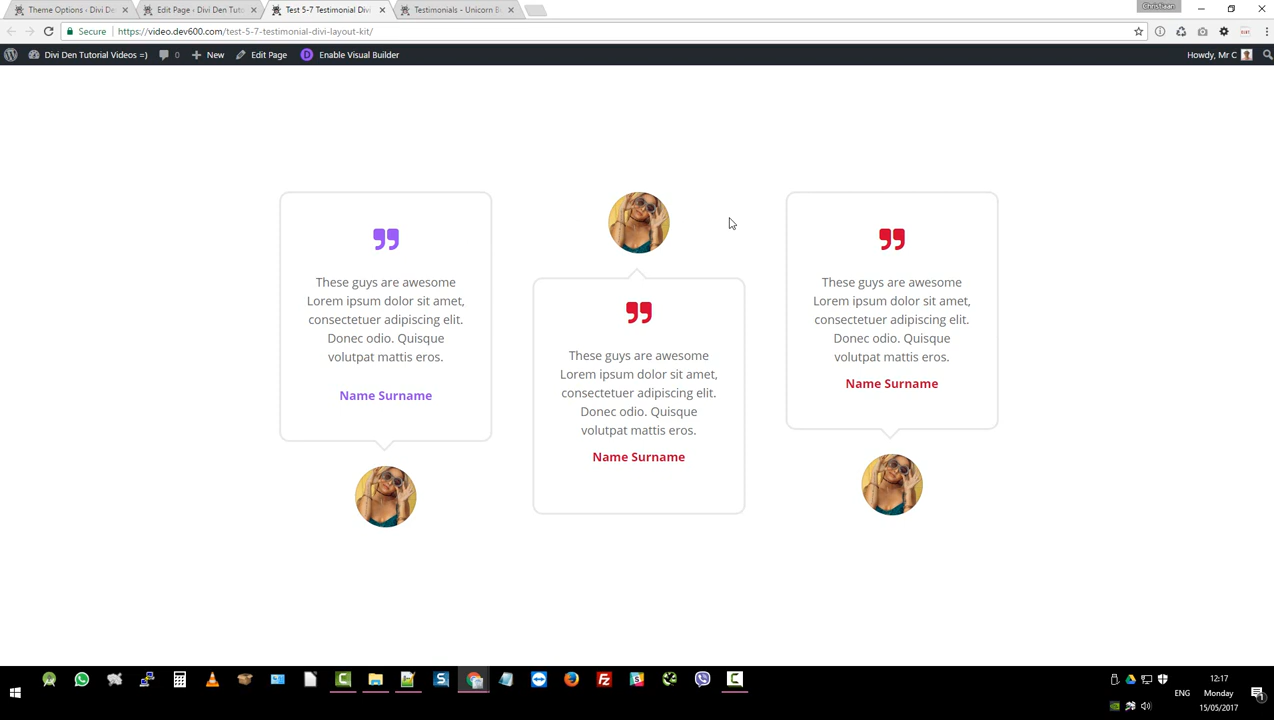 Theme Options ‹ Divi De
Edit Page ‹ Divi Den Tuto
Test 5-7 Testimonial Divi
Testimonials - Unicorn B
Christiaan
Secure
https://video.dev600.com/test-5-7-testimonial-divi-layout-kit/
Divi Den Tutorial Videos =)
0
New
Edit Page
D
Enable Visual Builder
Howdy, Mr C
These guys are awesome
Lorem ipsum dolor sit amet,
consectetuer adipiscing elit.
Donec odio. Quisque
volutpat mattis eros.
Name Surname
These guys are awesome
Lorem ipsum dolor sit amet,
consectetuer adipiscing elit.
Donec odio. Quisque
volutpat mattis eros.
Name Surname
These guys are awesome
Lorem ipsum dolor sit amet,
consectetuer adipiscing elit.
Donec odio. Quisque
volutpat mattis eros.
Name Surname
12:17
ENG
Monday
15/05/2017